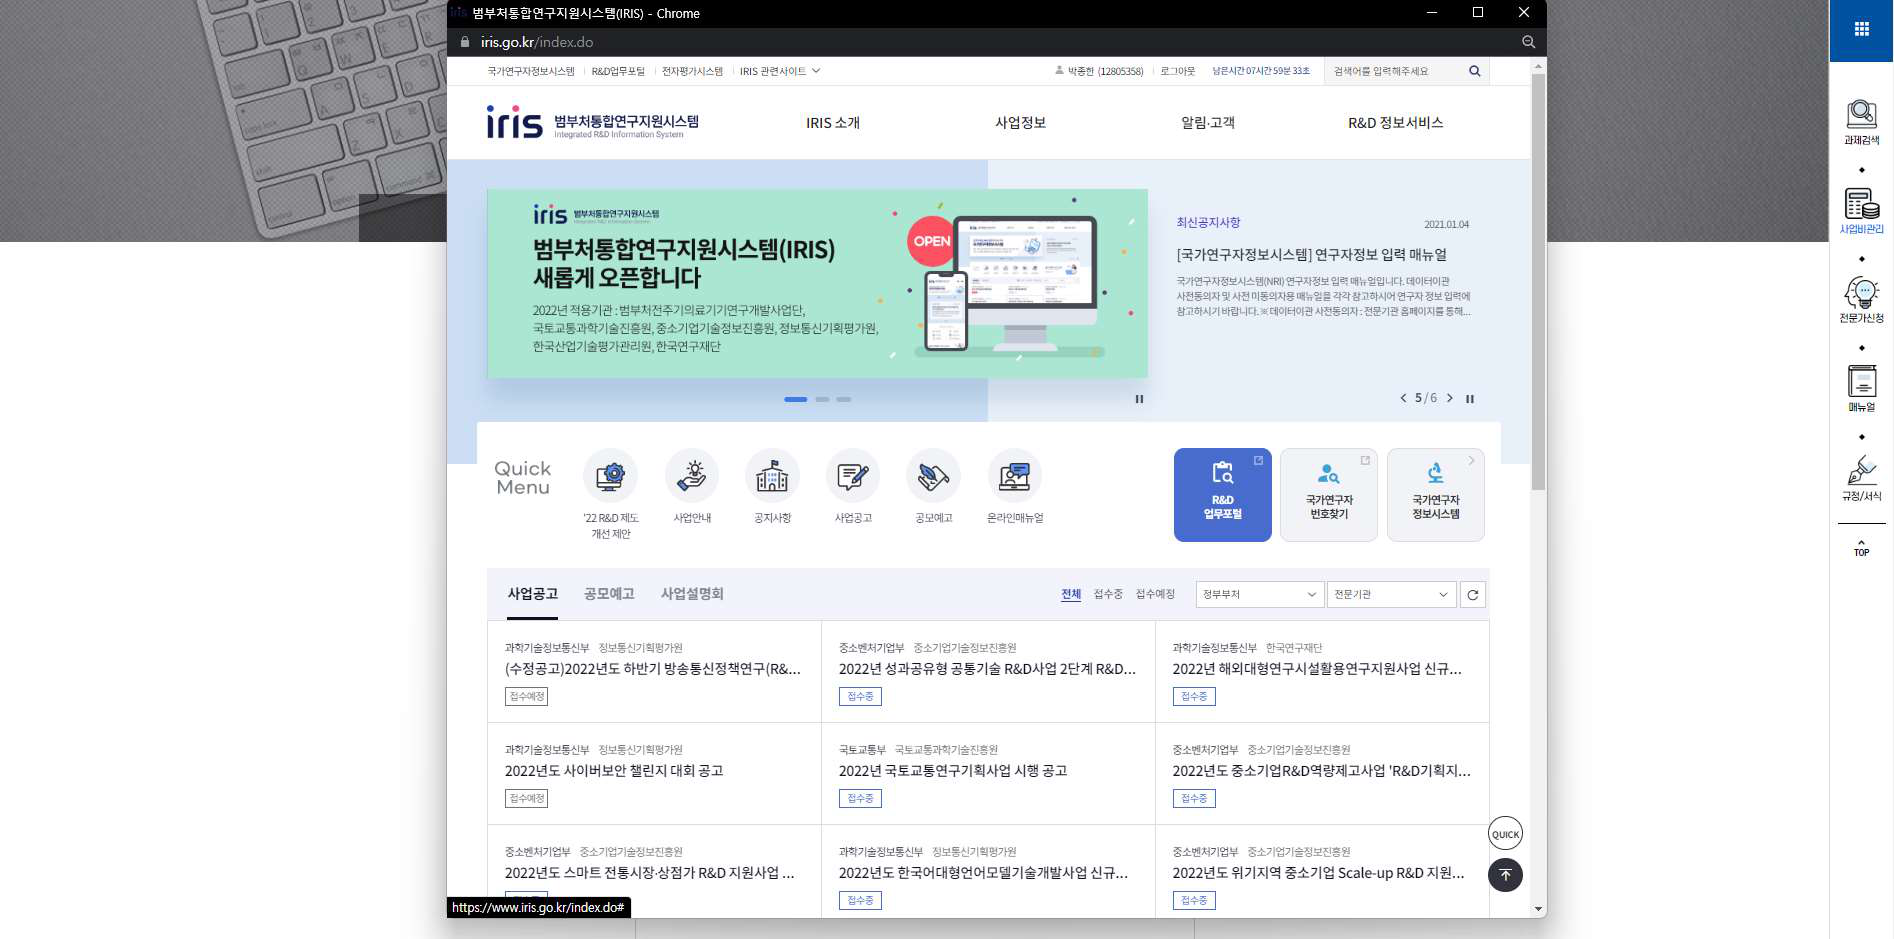 범부처통합연구지원시스템(IRIS) - Chrome
iris.go.kr/index.do
국가연구자정보시스템 R&D업무포털 전자평가시스템 IRIS 관련사이트
박종한 (12805358) 로그아웃 남은시간 07시간 59분 33초 검색어를 입력해주세요
iris 범부처통합연구지원시스템
Integrated R&D Information System
IRIS 소개 사업정보 알림·고객 R&D 정보서비스
iris 범부처통합연구지원시스템
Integrated R&D Information System
범부처통합연구지원시스템(IRIS)
새롭게 오픈합니다
2022년 적용기관 : 범부처전주기의료기기연구개발사업단,
국토교통과학기술진흥원, 중소기업기술정보진흥원, 정보통신기획평가원,
한국산업기술평가관리원, 한국연구재단
OPEN
최신공지사항 2021.01.04
[국가연구자정보시스템] 연구자정보 입력 매뉴얼
국가연구자정보시스템(NRI) 연구자정보 입력 매뉴얼입니다. 데이터이관
사전동의자 및 사전 미동의자용 매뉴얼을 각각 참고하시어 연구자 정보 입력에
참고하시기 바랍니다. ※ 데이터이관 사전동의자 : 전문기관 홈페이지를 통해...
5 / 6
Quick
Menu
'22 R&D 제도
개선 제안
사업안내
공지사항
사업공고
공모예고
온라인매뉴얼
R&D
업무포털
국가연구자
번호찾기
국가연구자
정보시스템
사업공고 공모예고 사업설명회
전체 접수중 접수예정 정부부처 전문기관
과학기술정보통신부 정보통신기획평가원
(수정공고)2022년도 하반기 방송통신정책연구(R&...
접수예정
중소벤처기업부 중소기업기술정보진흥원
2022년 성과공유형 공통기술 R&D사업 2단계 R&D...
접수중
과학기술정보통신부 한국연구재단
2022년 해외대형연구시설활용연구지원사업 신규...
접수중
과학기술정보통신부 정보통신기획평가원
2022년도 사이버보안 챌린지 대회 공고
접수예정
국토교통부 국토교통과학기술진흥원
2022년 국토교통연구기획사업 시행 공고
접수중
중소벤처기업부 중소기업기술정보진흥원
2022년도 중소기업R&D역량제고사업 'R&D기획지...
접수중
중소벤처기업부 중소기업기술정보진흥원
2022년도 스마트 전통시장·상점가 R&D 지원사업 ...
과학기술정보통신부 정보통신기획평가원
2022년도 한국어대형언어모델기술개발사업 신규...
접수중
중소벤처기업부 중소기업기술정보진흥원
2022년도 위기지역 중소기업 Scale-up R&D 지원...
접수중
QUICK
https://www.iris.go.kr/index.do#
과제검색
사업비관리
전문가신청
매뉴얼
규정/서식
TOP